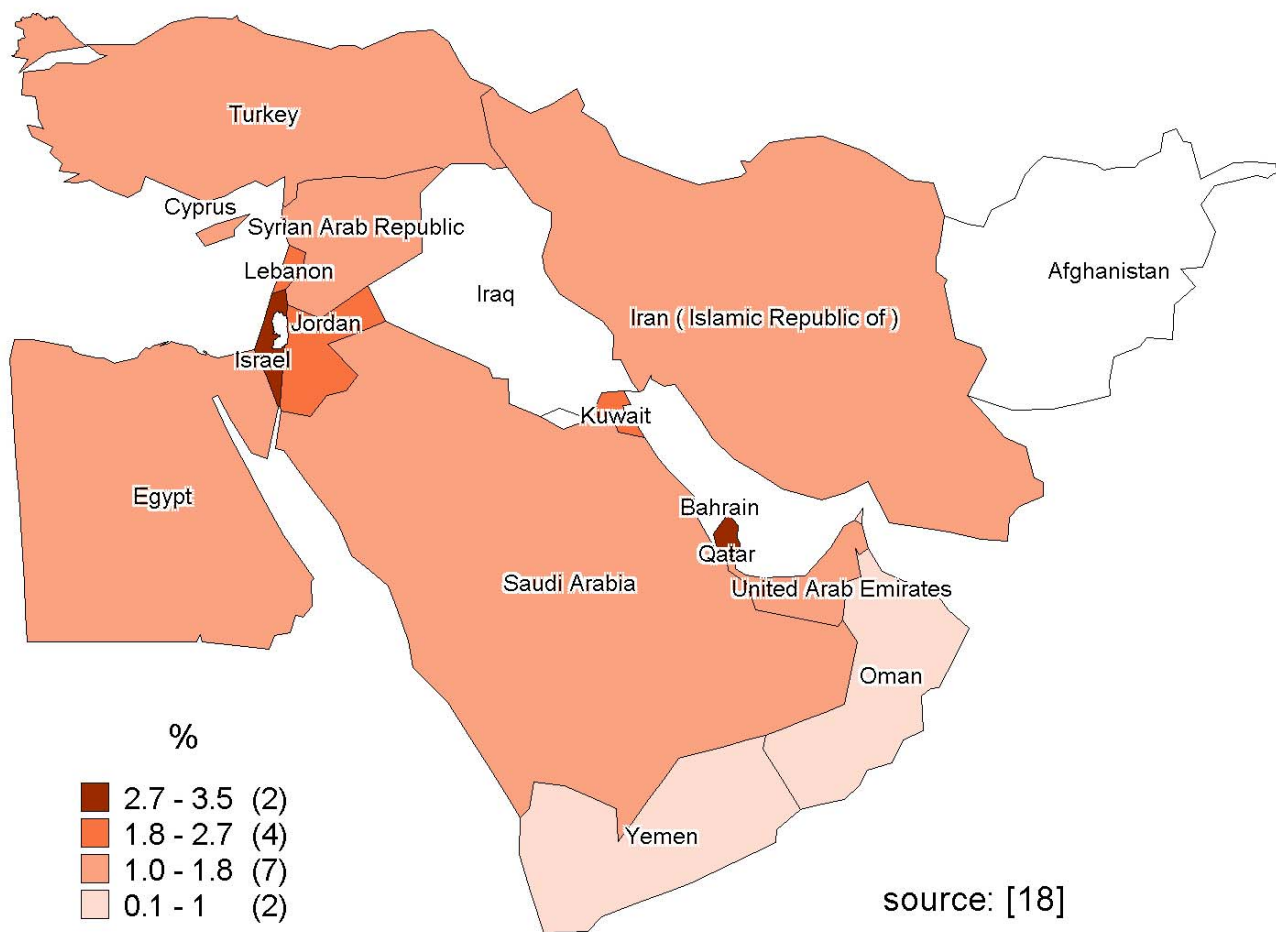 Turkey
Cyprus
Syrian Arab Republic
Lebanon
Afghanistan
Iraq
Jordan
Iran ( Islamic Republic of )
Israel
Kuwait
Egypt
Bahrain
Qatar
Saudi Arabia
United Arab Emirates
Oman
Yemen
%
2.7 - 3.5 (2)
1.8 - 2.7 (4)
1.0 - 1.8 (7)
0.1 - 1 (2)
source: [18]